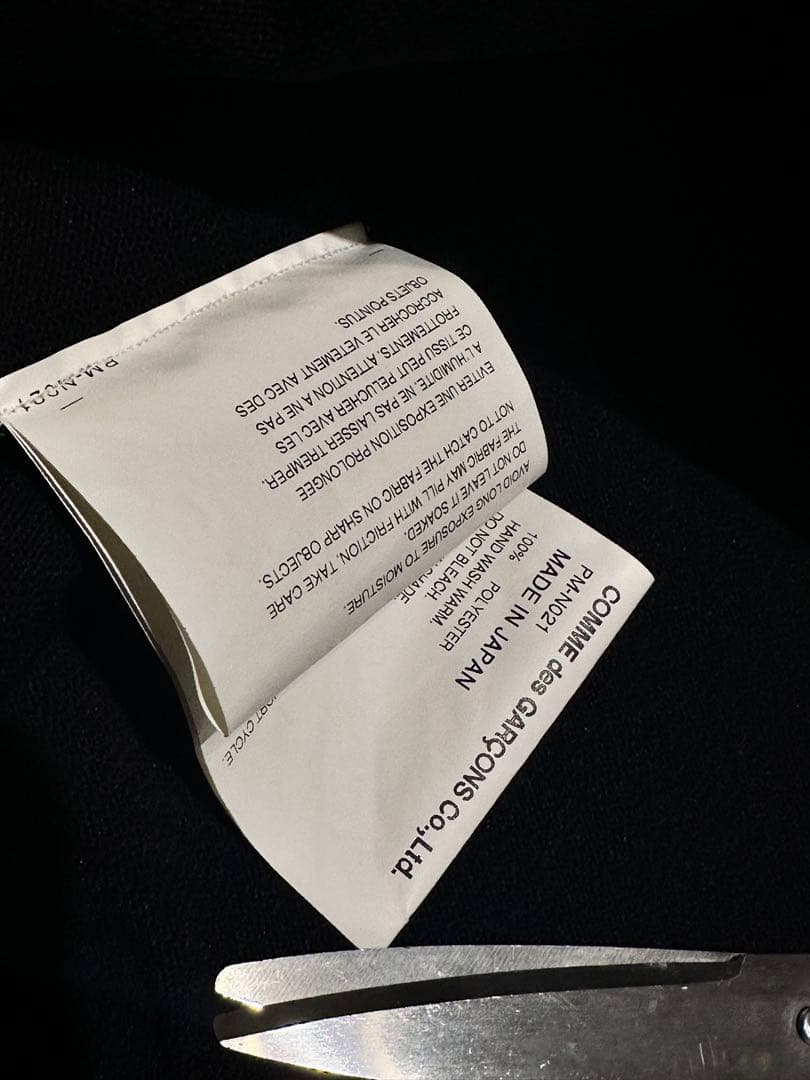 COMME des GARÇONS Co.,Ltd.
PM-N021
MADE IN JAPAN
100% POLYESTER
HAND WASH WARM.
DO NOT BLEACH.
SHADE
SHORT CYCLE.
AVOID LONG EXPOSURE TO MOISTURE.
DO NOT LEAVE IT SOAKED.
THE FABRIC MAY PILL WITH FRICTION. TAKE CARE
NOT TO CATCH THE FABRIC ON SHARP OBJECTS.
EVITER UNE EXPOSITION PROLONGEE
A L'HUMIDITE. NE PAS LAISSER TREMPER.
CE TISSU PEUT PELUCHER AVEC LES
FROTTEMENTS. ATTENTION A NE PAS
ACCROCHER LE VETEMENT AVEC DES
OBJETS POINTUS.
PM-N021